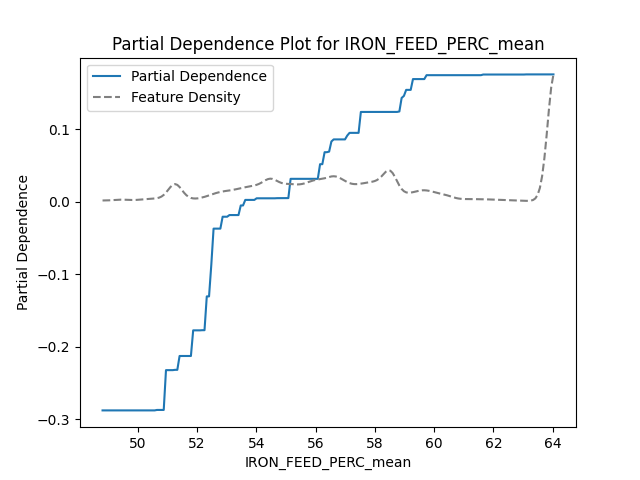 Partial Dependence Plot for IRON_FEED_PERC_mean
Partial Dependence
Feature Density
0.1
0.0
−0.1
−0.2
−0.3
Partial Dependence
50 52 54 56 58 60 62 64
IRON_FEED_PERC_mean